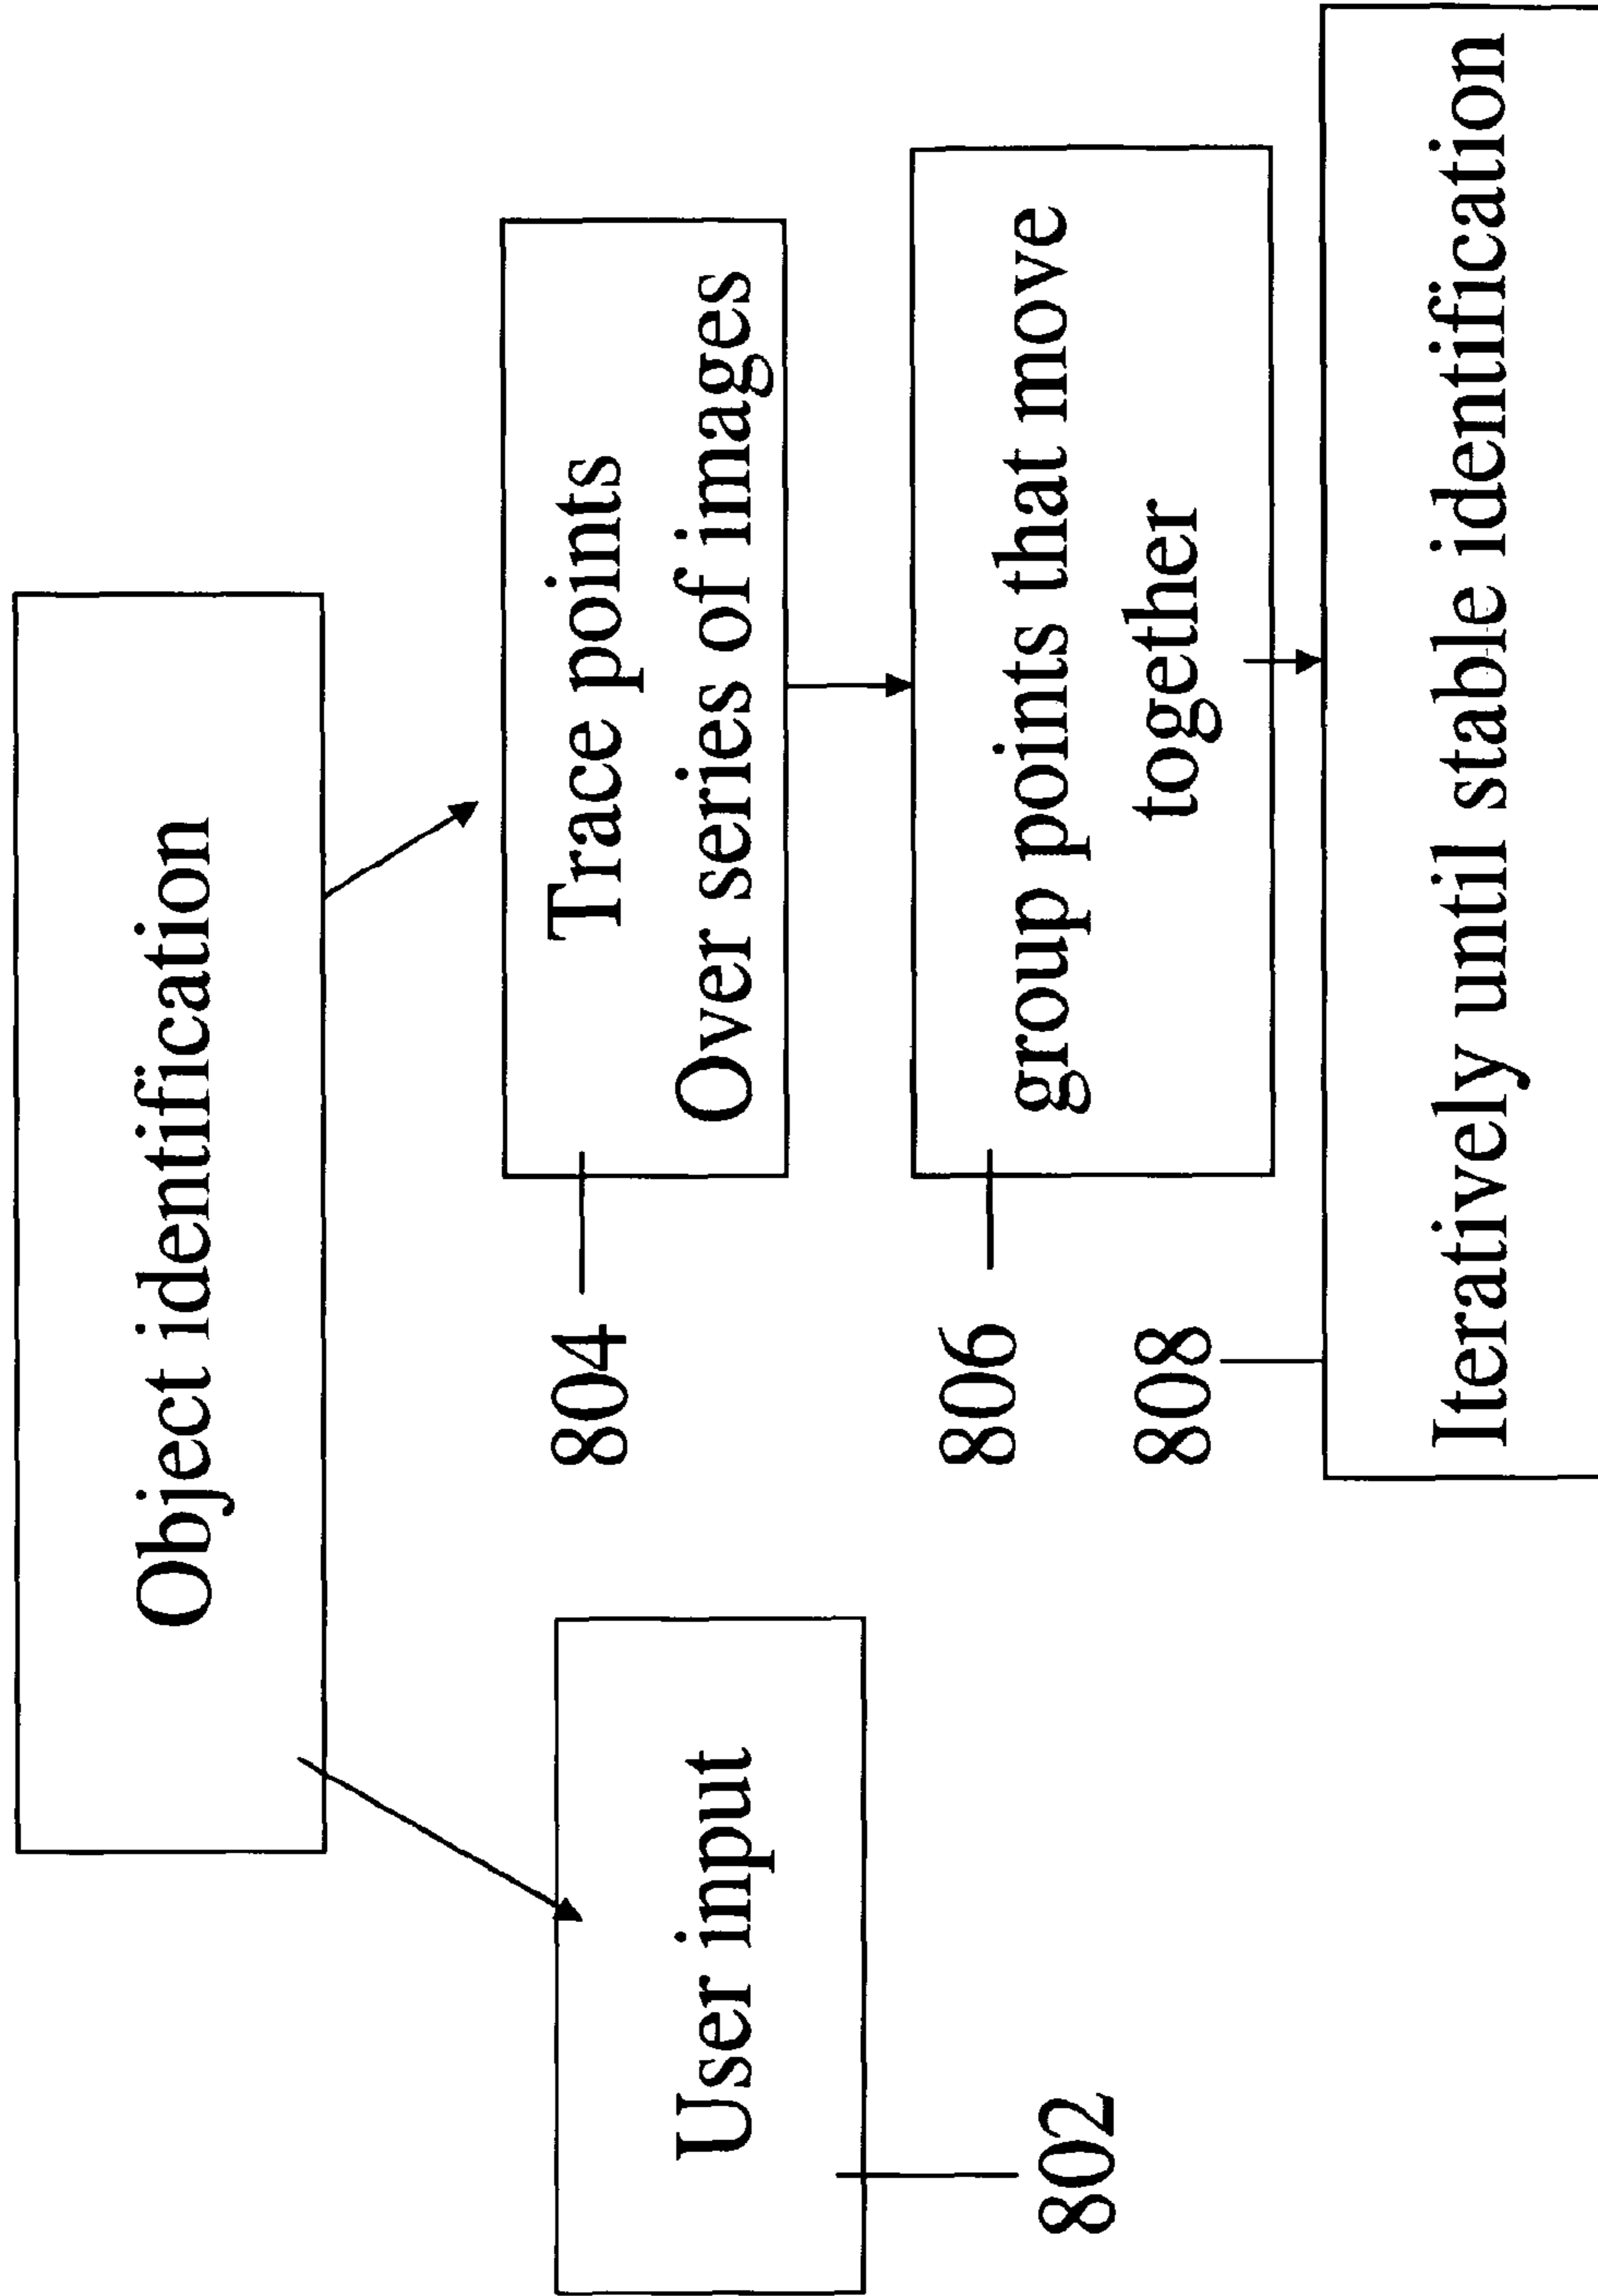 Object identification
User input
802
804
Trace points
Over series of images
806
group points that move
together
808
Iteratively until stable identification